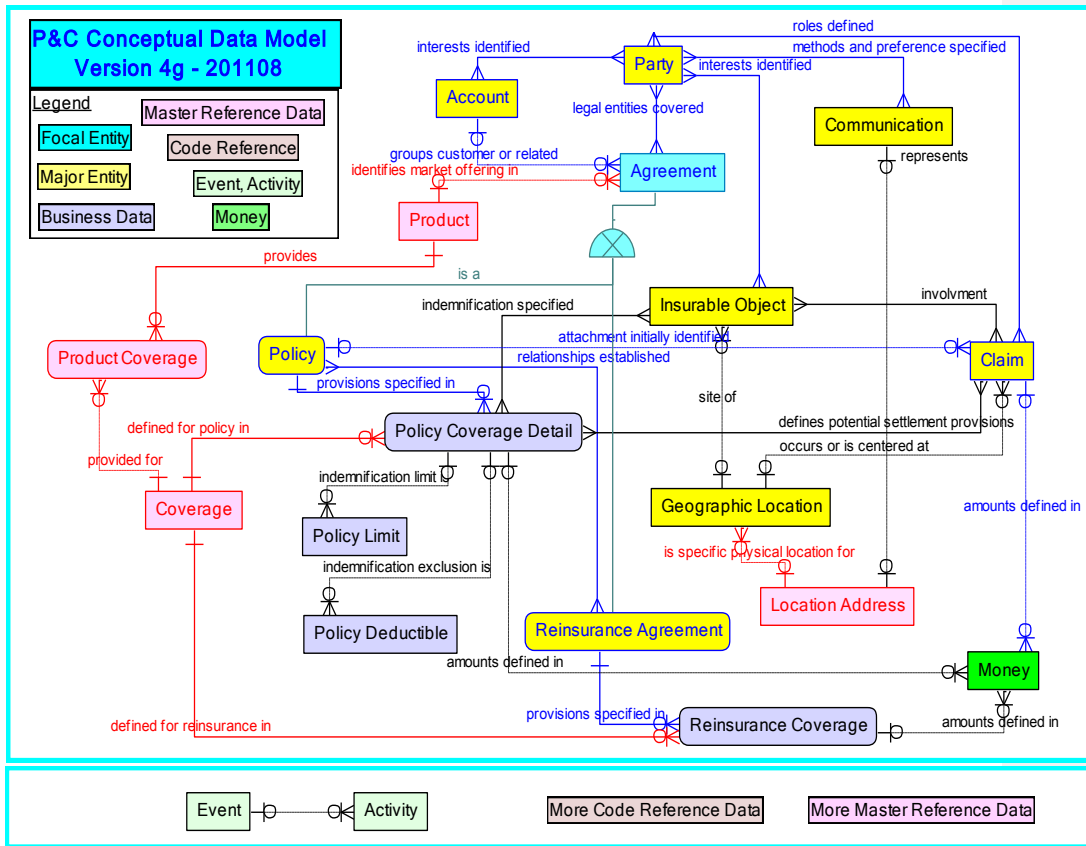 P&C Conceptual Data Model
Version 4g - 201108
Legend
Master Reference Data
Focal Entity
Code Reference
Major Entity
Event, Activity
Business Data
Money
interests identified
Party
roles defined
methods and preference specified
interests identified
Account
legal entities covered
Communication
groups customer or related
represents
identifies market offering in
Agreement
Product
provides
is a
indemnification specified
Insurable Object
involvment
Product Coverage
Policy
attachment initially identified
relationships established
Claim
provisions specified in
site of
defined for policy in
Policy Coverage Detail
defines potential settlement provisions
occurs or is centered at
provided for
indemnification limit is
Coverage
Geographic Location
amounts defined in
Policy Limit
is specific physical location for
indemnification exclusion is
Location Address
Policy Deductible
Reinsurance Agreement
amounts defined in
Money
defined for reinsurance in
provisions specified in
Reinsurance Coverage
amounts defined in
Event
Activity
More Code Reference Data
More Master Reference Data